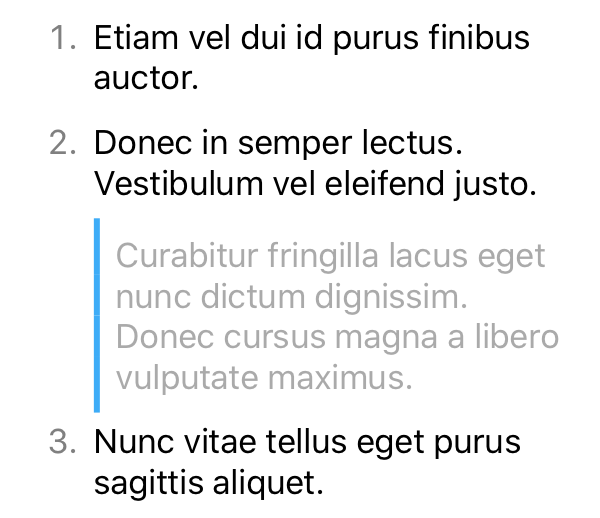 1. Etiam vel dui id purus finibus
auctor.
2. Donec in semper lectus.
Vestibulum vel eleifend justo.
Curabitur fringilla lacus eget
nunc dictum dignissim.
Donec cursus magna a libero
vulputate maximus.
3. Nunc vitae tellus eget purus
sagittis aliquet.